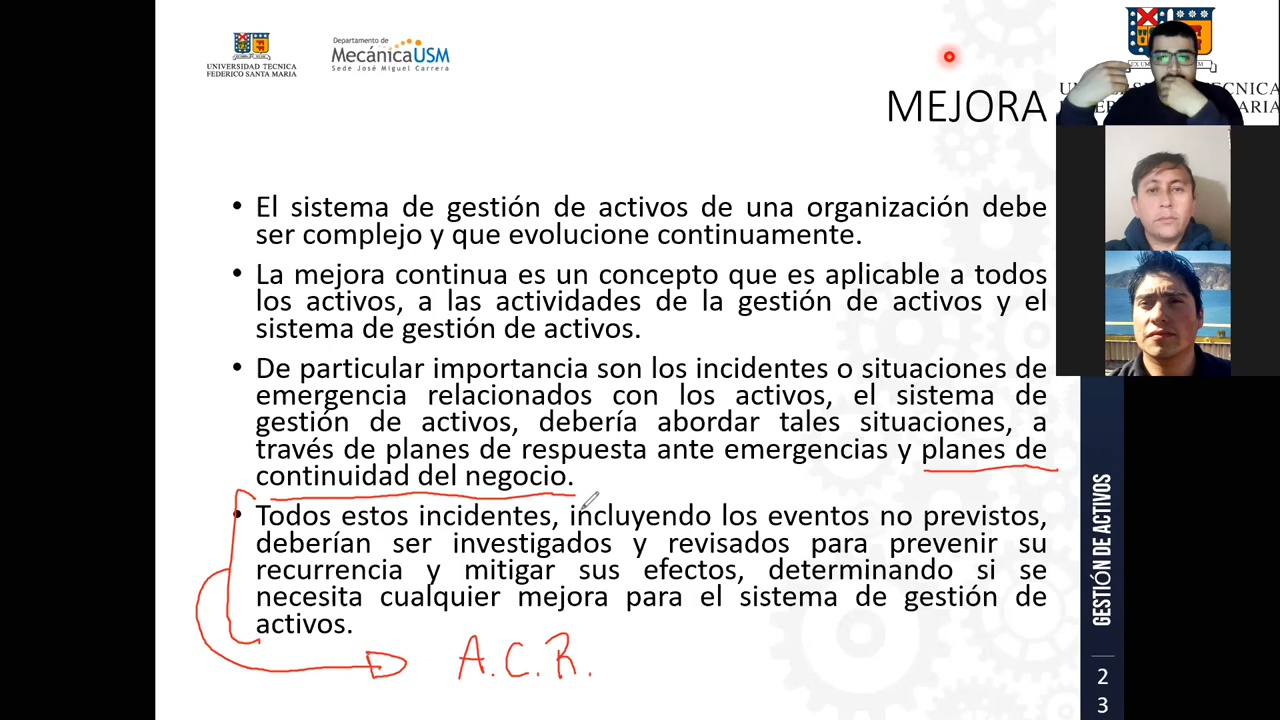 UNIVERSIDAD TECNICA
FEDERICO SANTA MARIA
Departamento de
MecánicaUSM
Sede José Miguel Carrera
MEJORA
• El sistema de gestión de activos de una organización debe
ser complejo y que evolucione continuamente.
• La mejora continua es un concepto que es aplicable a todos
los activos, a las actividades de la gestión de activos y el
sistema de gestión de activos.
• De particular importancia son los incidentes o situaciones de
emergencia relacionados con los activos, el sistema de
gestión de activos, debería abordar tales situaciones, a
través de planes de respuesta ante emergencias y planes de
continuidad del negocio.
• Todos estos incidentes, incluyendo los eventos no previstos,
deberían ser investigados y revisados para prevenir su
recurrencia y mitigar sus efectos, determinando si se
necesita cualquier mejora para el sistema de gestión de
activos.
A.C.R.
GESTIÓN DE ACTIVOS
2
3